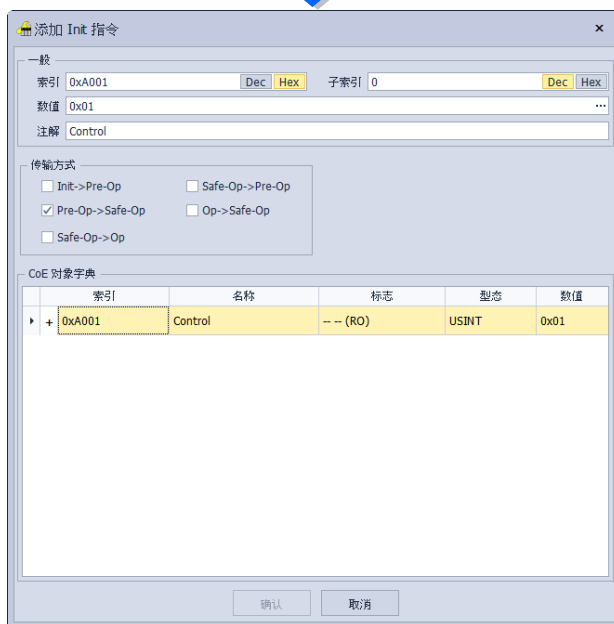 添加 Init 指令
一般
索引 0xA001 Dec Hex 子索引 0 Dec Hex
数值 0x01 ...
注解 Control
传输方式
Init->Pre-Op Safe-Op->Pre-Op
Pre-Op->Safe-Op Op->Safe-Op
Safe-Op->Op
CoE 对象字典
索引 名称 标志 型态 数值
+ 0xA001 Control -- -- (RO) USINT 0x01
确认 取消